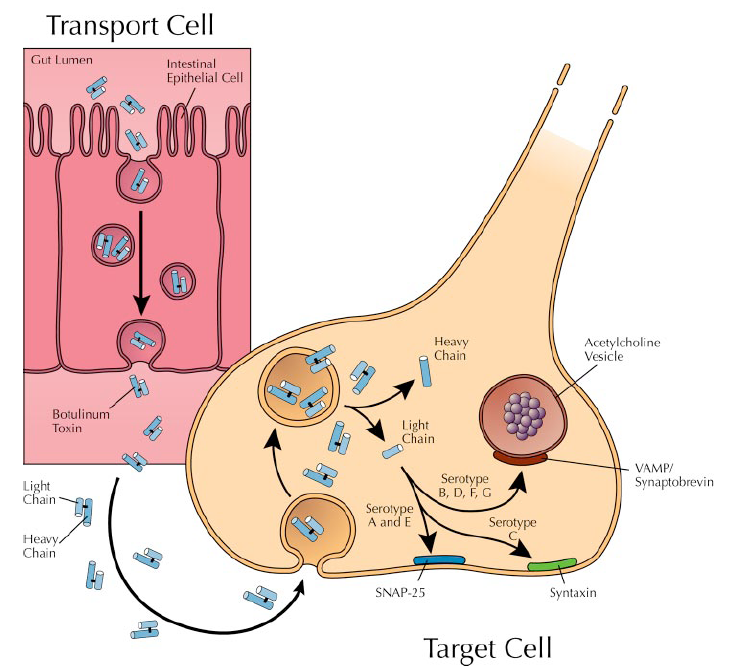 Transport Cell
Gut Lumen
Intestinal
Epithelial Cell
Botulinum
Toxin
Light
Chain
Heavy
Chain
Heavy
Chain
Light
Chain
Acetylcholine
Vesicle
Serotype
B, D, F, G
VAMP/
Synaptobrevin
Serotype
A and E
Serotype
C
SNAP-25
Syntaxin
Target Cell